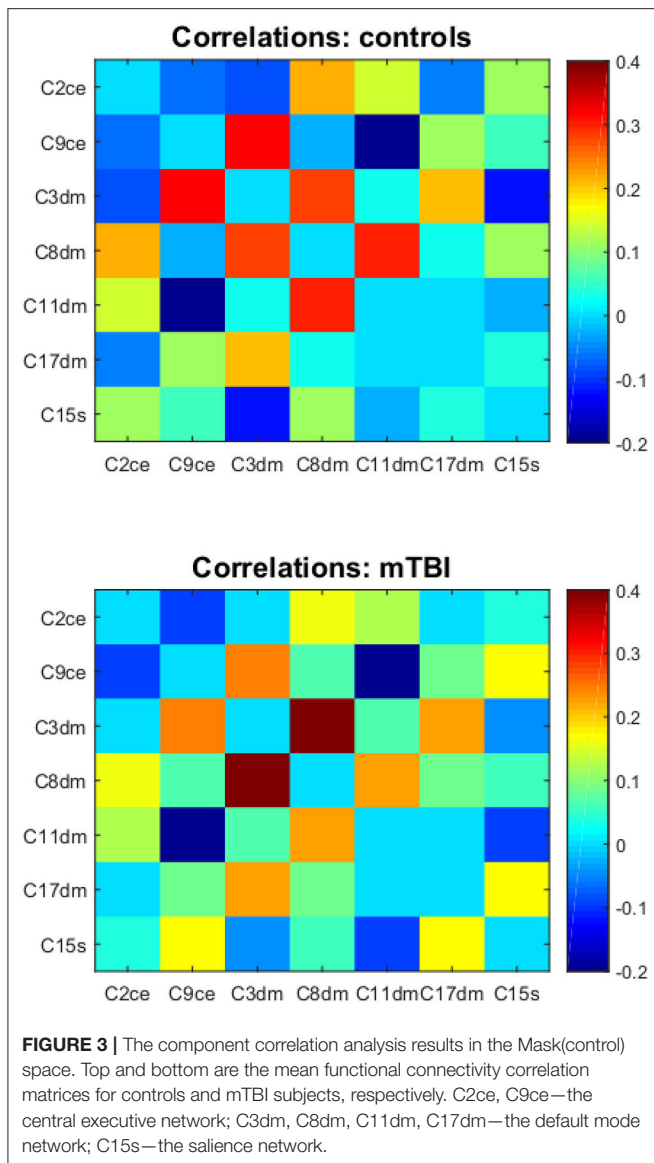 Correlations: controls
C2ce
C9ce
C3dm
C8dm
C11dm
C17dm
C15s
C2ce C9ce C3dm C8dm C11dm C17dm C15s
0.4
0.3
0.2
0.1
0
-0.1
-0.2
Correlations: mTBI
C2ce
C9ce
C3dm
C8dm
C11dm
C17dm
C15s
C2ce C9ce C3dm C8dm C11dm C17dm C15s
0.4
0.3
0.2
0.1
0
-0.1
-0.2
FIGURE 3 | The component correlation analysis results in the Mask(control)
space. Top and bottom are the mean functional connectivity correlation
matrices for controls and mTBI subjects, respectively. C2ce, C9ce—the
central executive network; C3dm, C8dm, C11dm, C17dm—the default mode
network; C15s—the salience network.